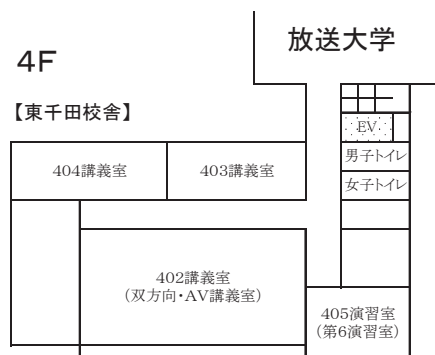 放送大学
4F
【東千田校舎】
EV
男子トイレ
404講義室
403講義室
女子トイレ
402講義室
(双方向・AV講義室)
405演習室
(第6演習室)